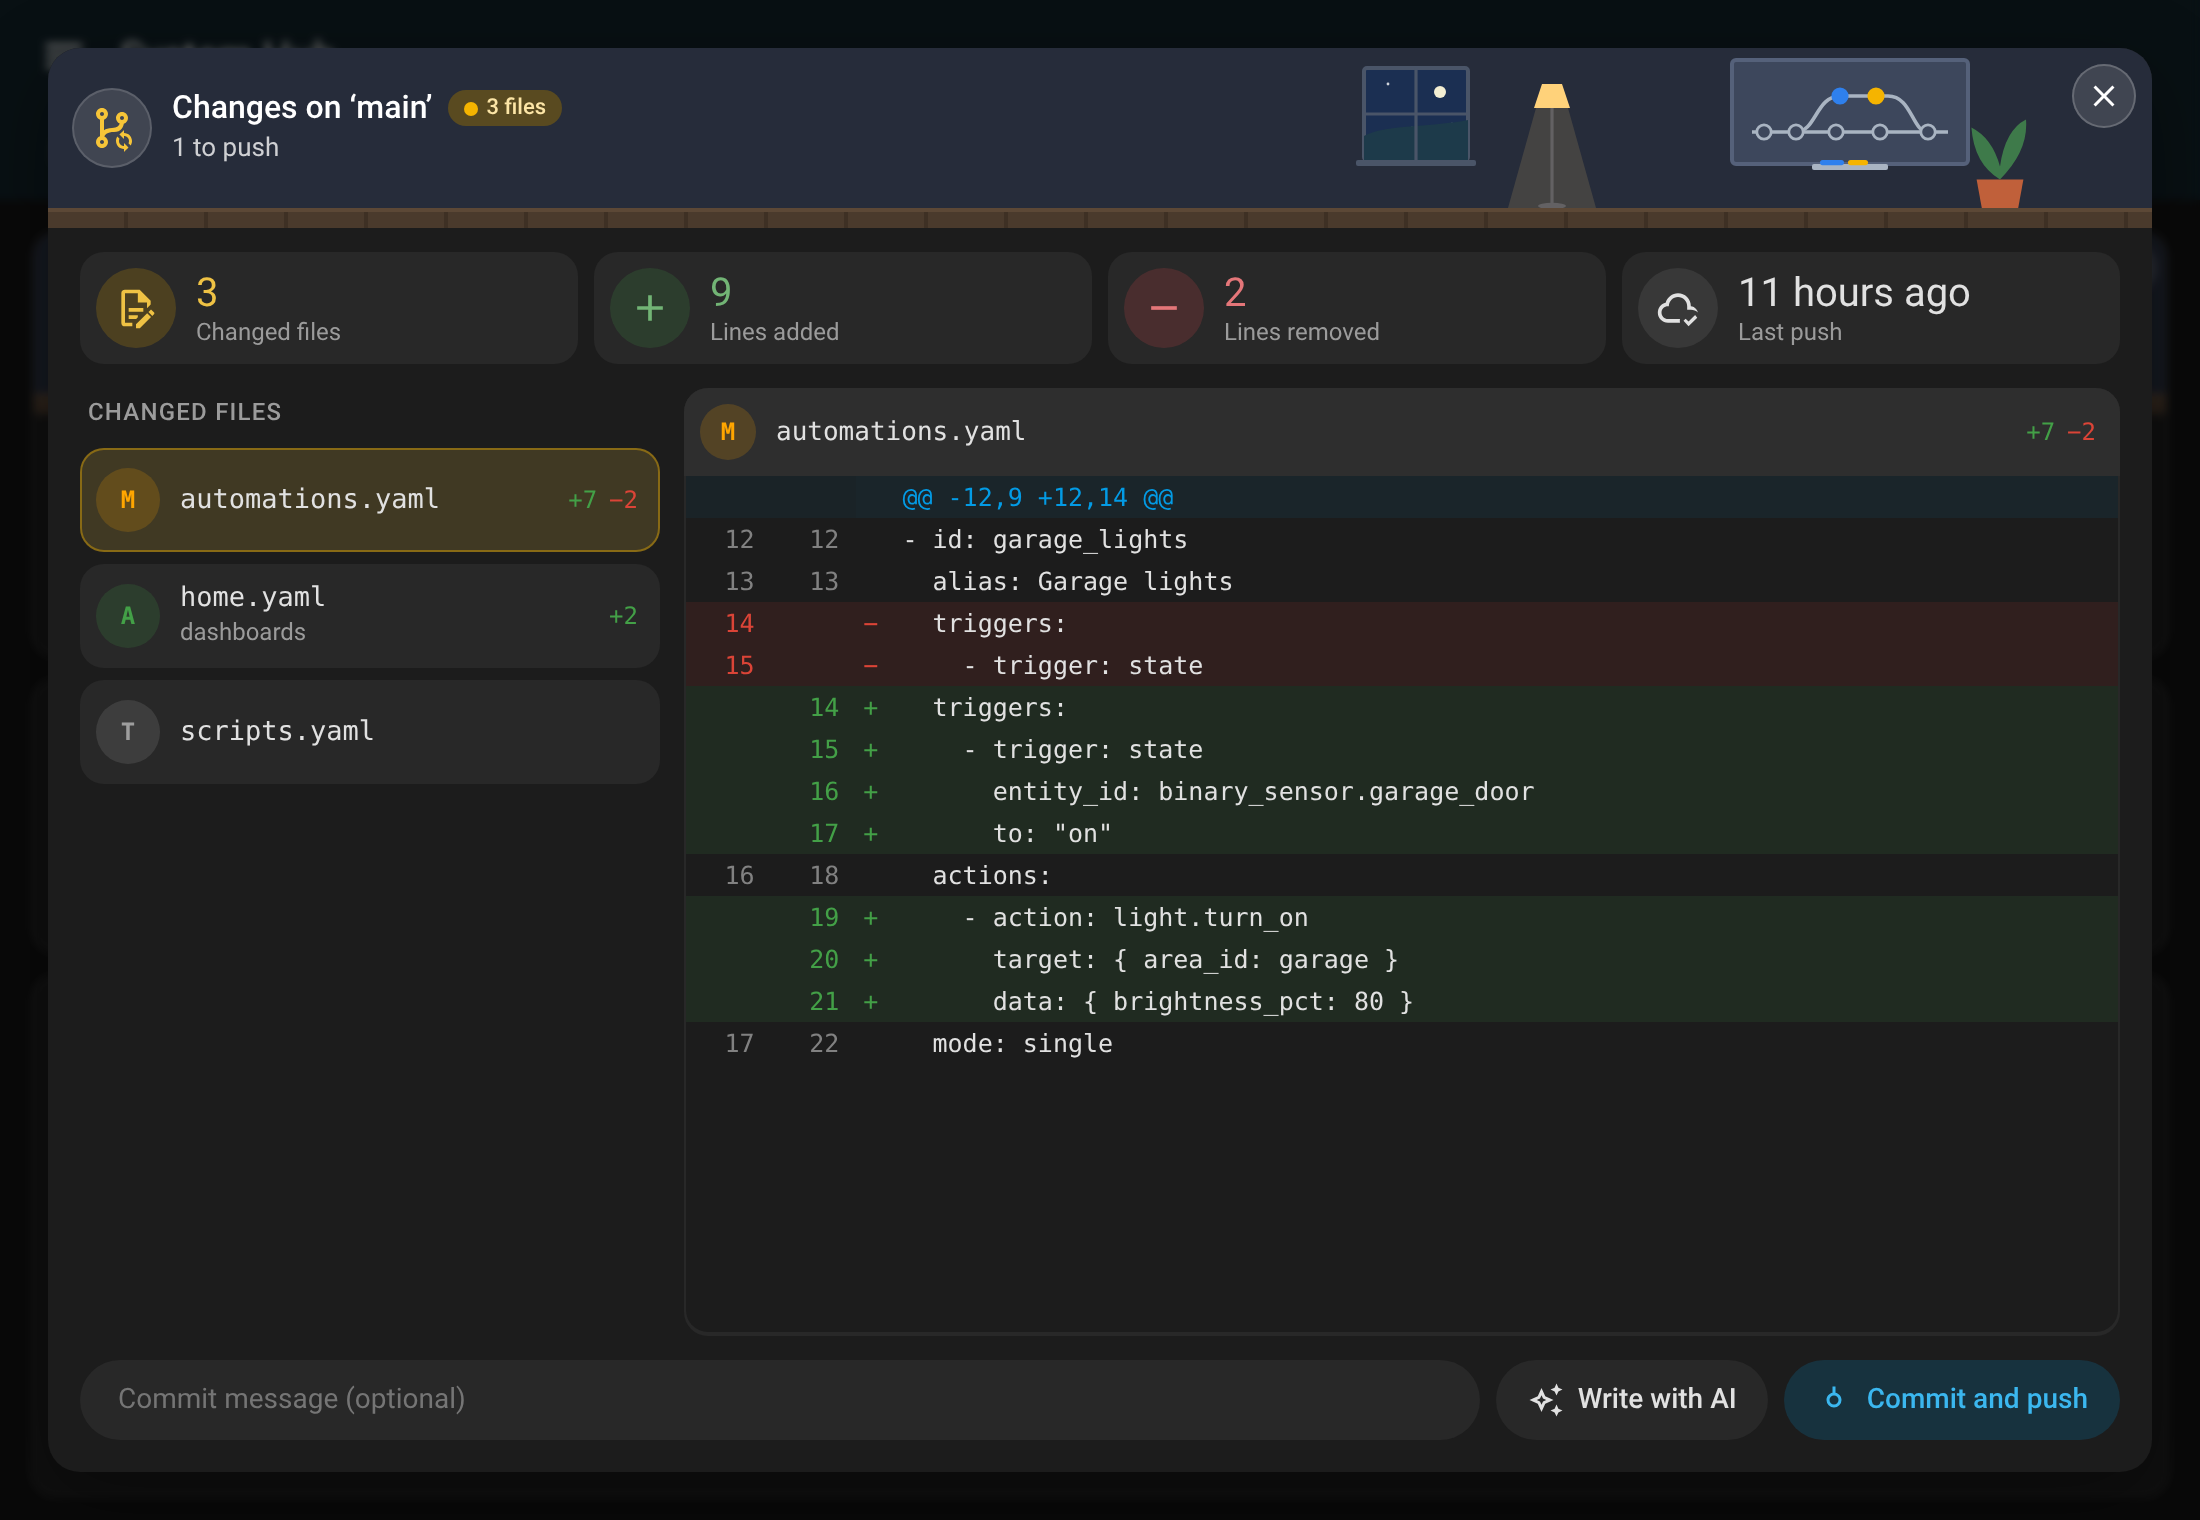 Changes on ‘main’
3 files
1 to push
3
Changed files
9
Lines added
2
Lines removed
11 hours ago
Last push
CHANGED FILES
M automations.yaml +7 −2
A home.yaml +2
dashboards
T scripts.yaml
M automations.yaml +7 −2
@@ -12,9 +12,14 @@
12 12 - id: garage_lights
13 13 alias: Garage lights
14 − triggers:
15 − - trigger: state
14 + triggers:
15 + - trigger: state
16 + entity_id: binary_sensor.garage_door
17 + to: "on"
16 18 actions:
19 + - action: light.turn_on
20 + target: { area_id: garage }
21 + data: { brightness_pct: 80 }
17 22 mode: single
Commit message (optional)
Write with AI
Commit and push